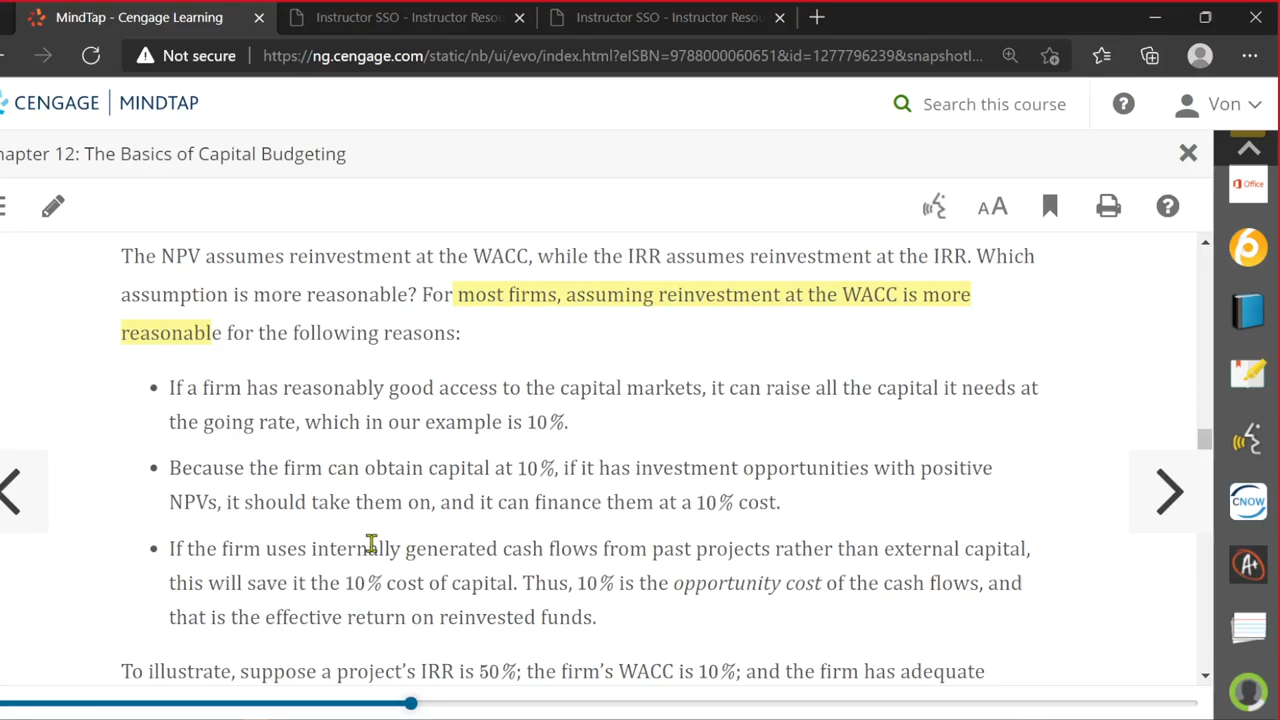 MindTap - Cengage Learning
Instructor SSO - Instructor Resou
Instructor SSO - Instructor Resou
Not secure
https://ng.cengage.com/static/nb/ui/evo/index.html?eISBN=9788000060651&id=1277796239&snapshotI...
CENGAGE | MINDTAP
Search this course
Von
hapter 12: The Basics of Capital Budgeting
AA
Office
The NPV assumes reinvestment at the WACC, while the IRR assumes reinvestment at the IRR. Which
assumption is more reasonable? For most firms, assuming reinvestment at the WACC is more
reasonable for the following reasons:
• If a firm has reasonably good access to the capital markets, it can raise all the capital it needs at
the going rate, which in our example is 10%.
• Because the firm can obtain capital at 10%, if it has investment opportunities with positive
NPVs, it should take them on, and it can finance them at a 10% cost.
• If the firm uses internally generated cash flows from past projects rather than external capital,
this will save it the 10% cost of capital. Thus, 10% is the opportunity cost of the cash flows, and
that is the effective return on reinvested funds.
To illustrate, suppose a project's IRR is 50%; the firm's WACC is 10%; and the firm has adequate
CNOW
A+